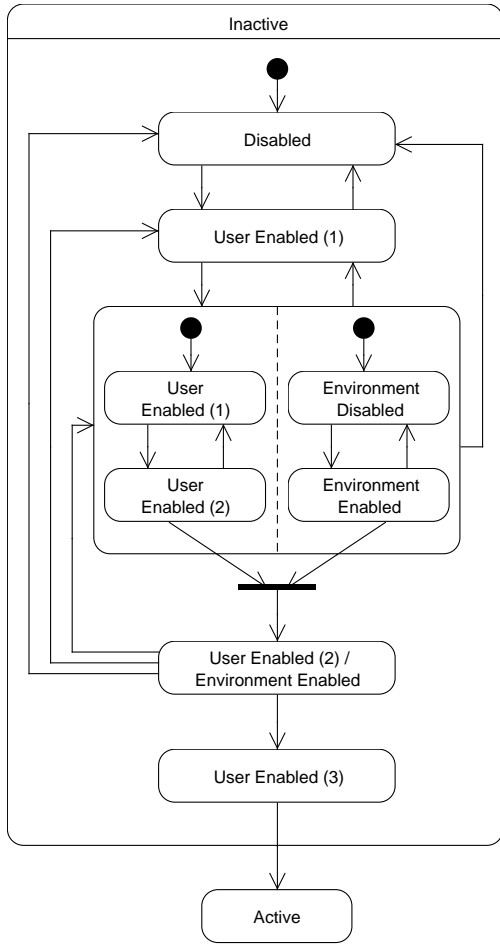 Inactive
Disabled
User Enabled (1)
User
Enabled (1)
Environment
Disabled
User
Enabled (2)
Environment
Enabled
User Enabled (2) /
Environment Enabled
User Enabled (3)
Active